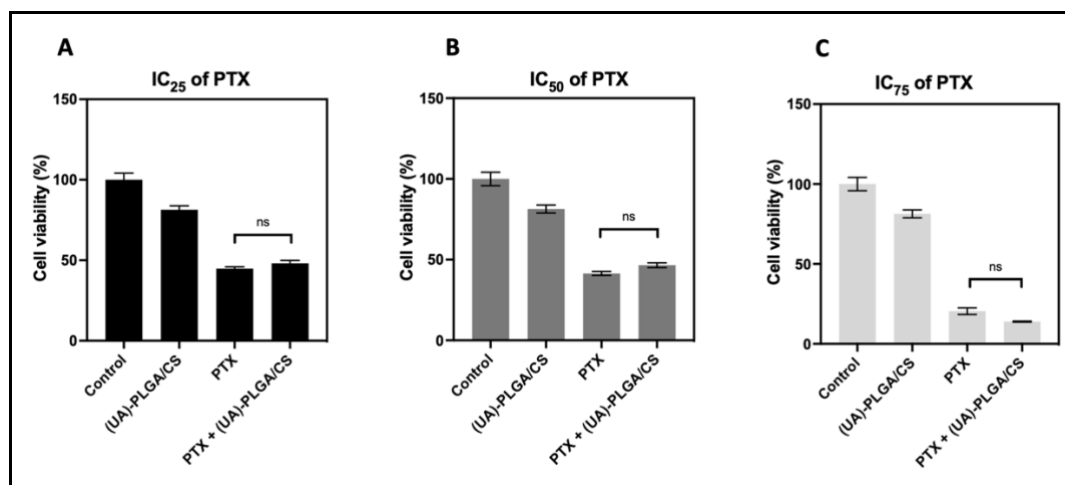 A
IC25 of PTX
Cell viability (%)
150
100
50
0
ns
Control
(UA)-PLGA/CS
PTX
PTX + (UA)-PLGA/CS
B
IC50 of PTX
Cell viability (%)
150
100
50
0
ns
Control
(UA)-PLGA/CS
PTX
PTX + (UA)-PLGA/CS
C
IC75 of PTX
Cell viability (%)
150
100
50
0
ns
Control
(UA)-PLGA/CS
PTX
PTX + (UA)-PLGA/CS